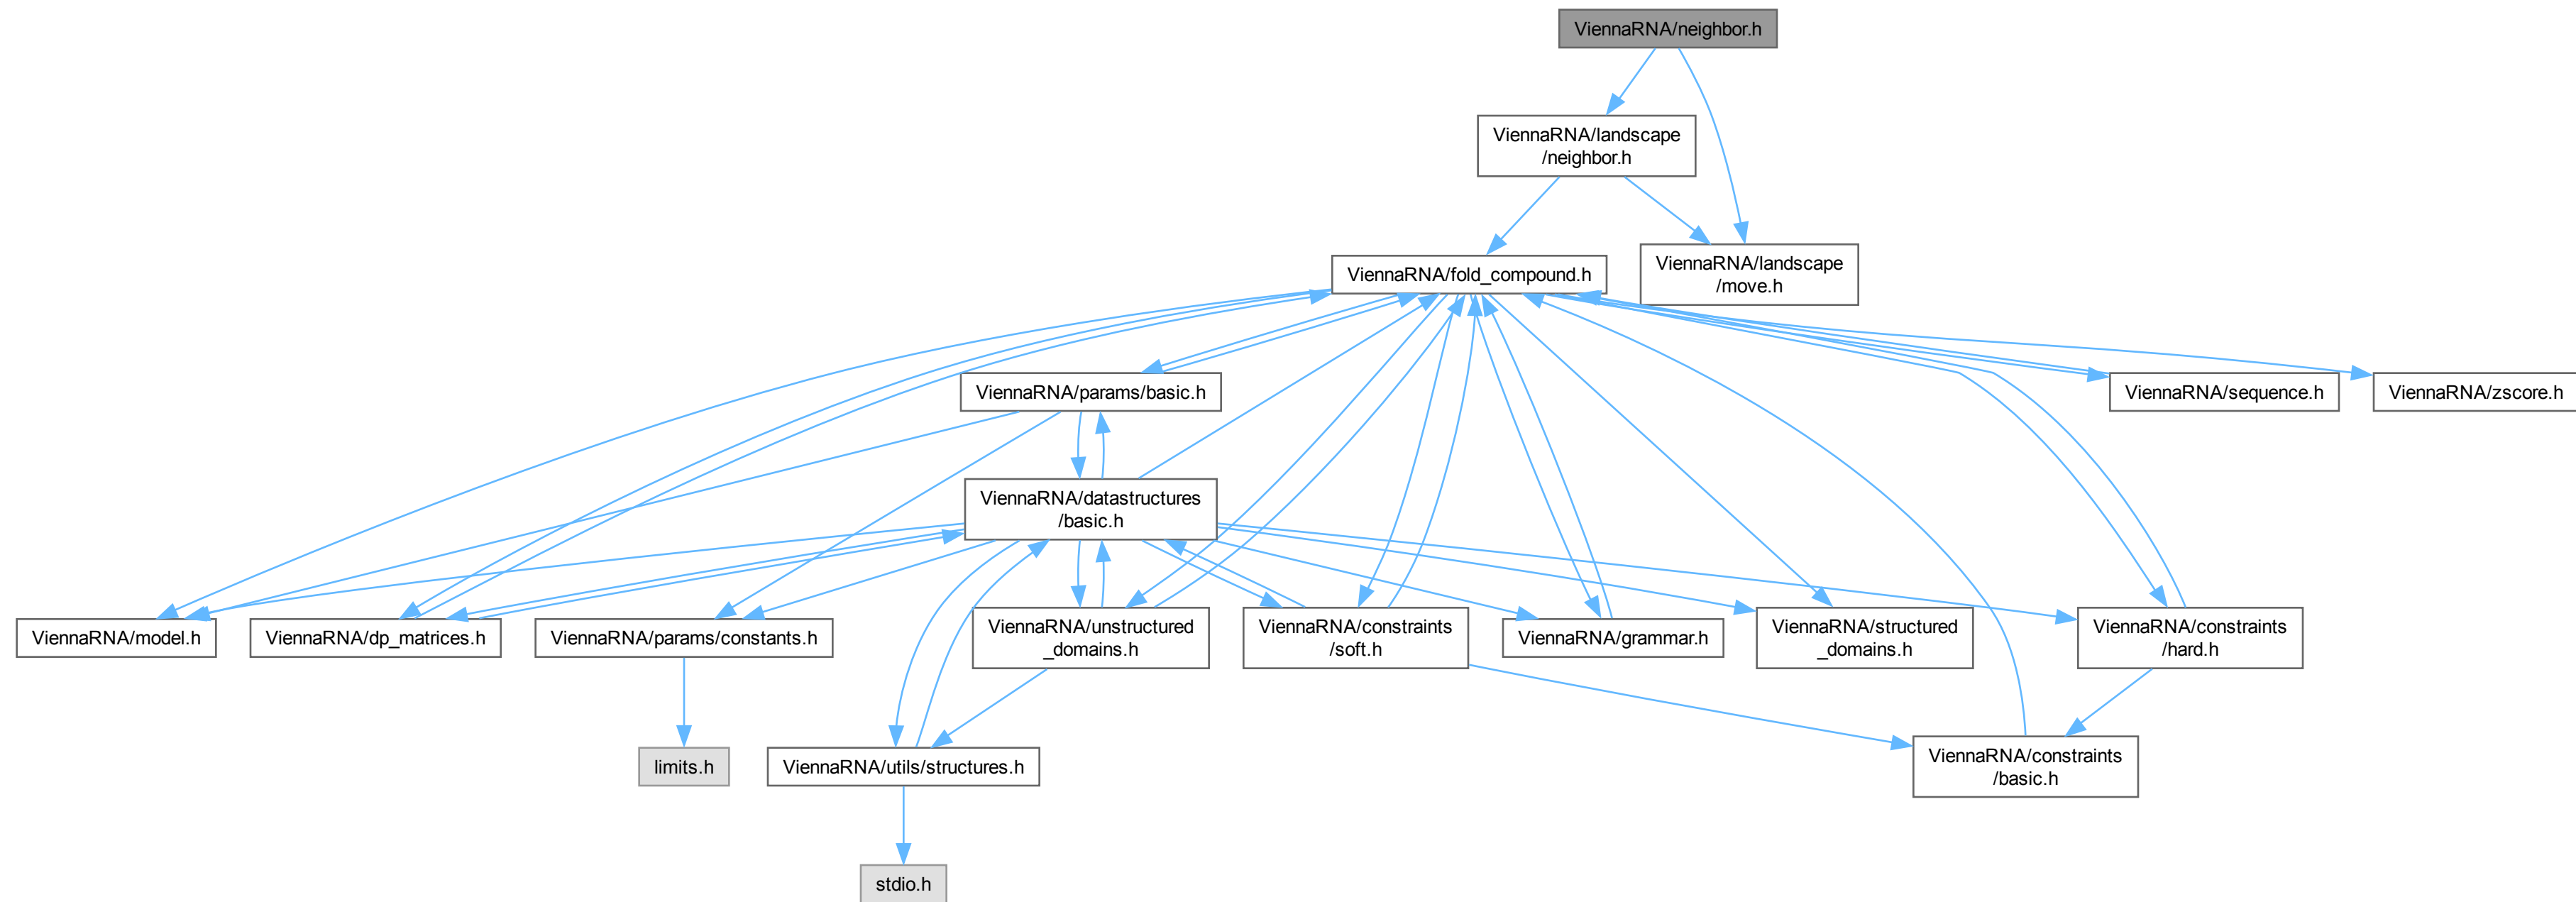 ViennaRNA/neighbor.h
ViennaRNA/landscape
/neighbor.h
ViennaRNA/fold_compound.h
ViennaRNA/landscape
/move.h
ViennaRNA/params/basic.h
ViennaRNA/sequence.h
ViennaRNA/zscore.h
ViennaRNA/datastructures
/basic.h
ViennaRNA/model.h
ViennaRNA/dp_matrices.h
ViennaRNA/params/constants.h
ViennaRNA/unstructured
_domains.h
ViennaRNA/constraints
/soft.h
ViennaRNA/grammar.h
ViennaRNA/structured
_domains.h
ViennaRNA/constraints
/hard.h
limits.h
ViennaRNA/utils/structures.h
ViennaRNA/constraints
/basic.h
stdio.h